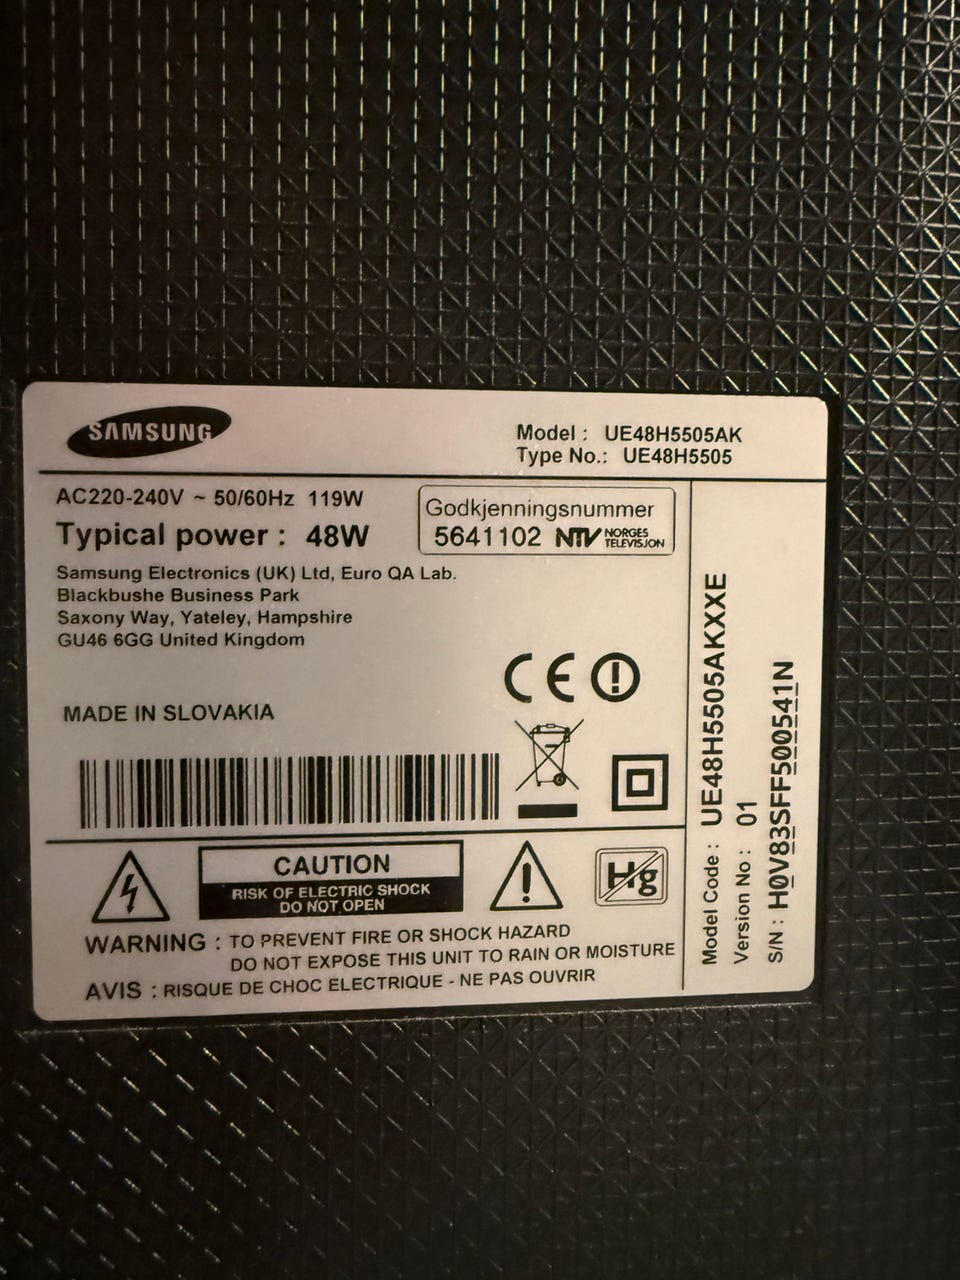 SAMSUNG
Model : UE48H5505AK
Type No.: UE48H5505
AC220-240V ~ 50/60Hz 119W
Typical power : 48W
Godkjenningsnummer
5641102 NTV NORGES TELEVISJON
Samsung Electronics (UK) Ltd, Euro QA Lab.
Blackbushe Business Park
Saxony Way, Yateley, Hampshire
GU46 6GG United Kingdom
CE
MADE IN SLOVAKIA
CAUTION
RISK OF ELECTRIC SHOCK
DO NOT OPEN
Hg
WARNING : TO PREVENT FIRE OR SHOCK HAZARD
DO NOT EXPOSE THIS UNIT TO RAIN OR MOISTURE
AVIS : RISQUE DE CHOC ELECTRIQUE - NE PAS OUVRIR
Model Code : UE48H5505AKXXE
Version No : 01
S/N : H0V83SFF500541N